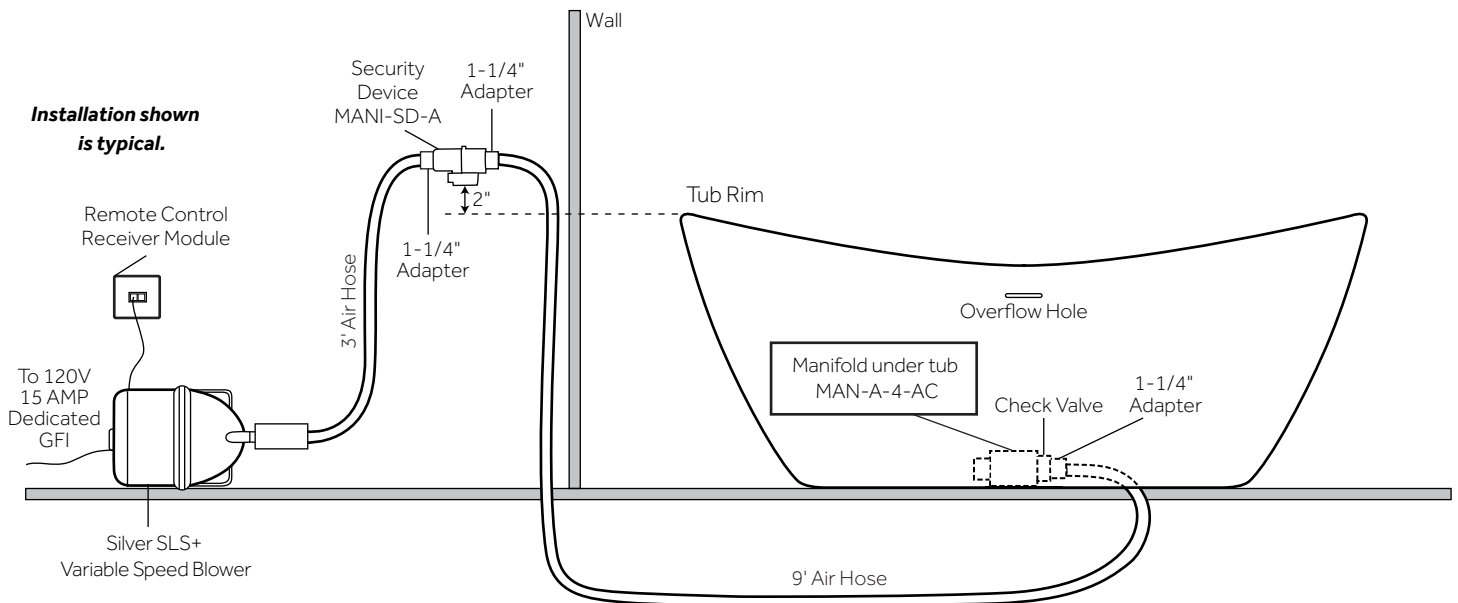 Wall
Security
Device
MANI-SD-A
1-1/4"
Adapter
Installation shown
is typical.
2"
Tub Rim
Remote Control
Receiver Module
1-1/4"
Adapter
3' Air Hose
Overflow Hole
To 120V
15 AMP
Dedicated
GFI
Manifold under tub
MAN-A-4-AC
Check Valve
1-1/4"
Adapter
Silver SLS+
Variable Speed Blower
9' Air Hose